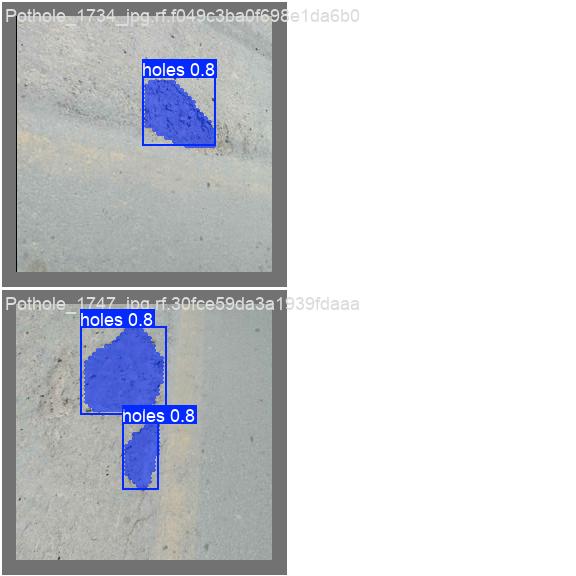 Pothole_1734_jpg.rf.f049c3ba0f698e1da6b0
holes 0.8
Pothole_1747_jpg.rf.30fce59da3a1939fdaaa
holes 0.8
holes 0.8